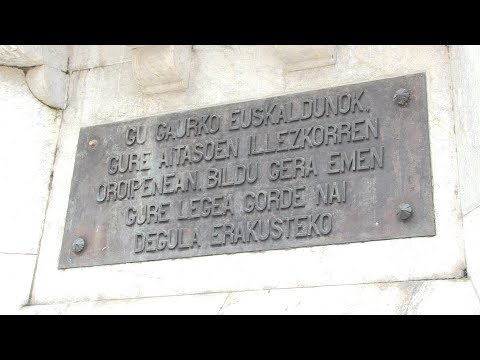 GU GAURKO EUSKALDUNOK,
GURE AITASOEN ILLEZKORREN
OROIPENEAN, BILDU GERA EMEN
GURE LEGEA GORDE NAI
DEGULA ERAKUSTEKO